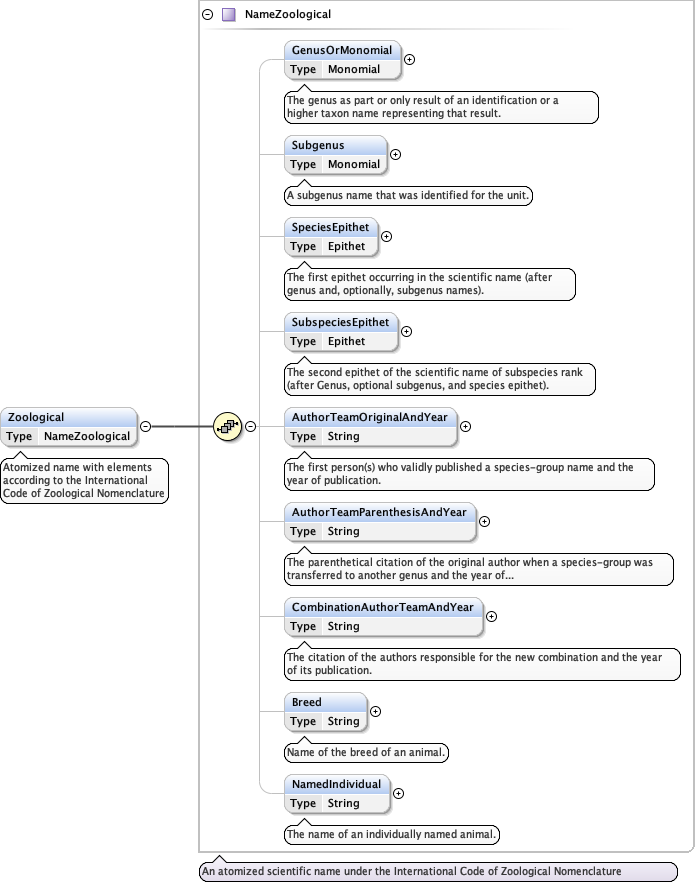 NameZoological
GenusOrMonomial
Type Monomial
The genus as part or only result of an identification or a
higher taxon name representing that result.
Subgenus
Type Monomial
A subgenus name that was identified for the unit.
SpeciesEpithet
Type Epithet
The first epithet occurring in the scientific name (after
genus and, optionally, subgenus names).
SubspeciesEpithet
Type Epithet
The second epithet of the scientific name of subspecies rank
(after Genus, optional subgenus, and species epithet).
Zoological
Type NameZoological
Atomized name with elements
according to the International
Code of Zoological Nomenclature
AuthorTeamOriginalAndYear
Type String
The first person(s) who validly published a species-group name and the
year of publication.
AuthorTeamParenthesisAndYear
Type String
The parenthetical citation of the original author when a species-group was
transferred to another genus and the year of...
CombinationAuthorTeamAndYear
Type String
The citation of the authors responsible for the new combination and the year
of its publication.
Breed
Type String
Name of the breed of an animal.
NamedIndividual
Type String
The name of an individually named animal.
An atomized scientific name under the International Code of Zoological Nomenclature